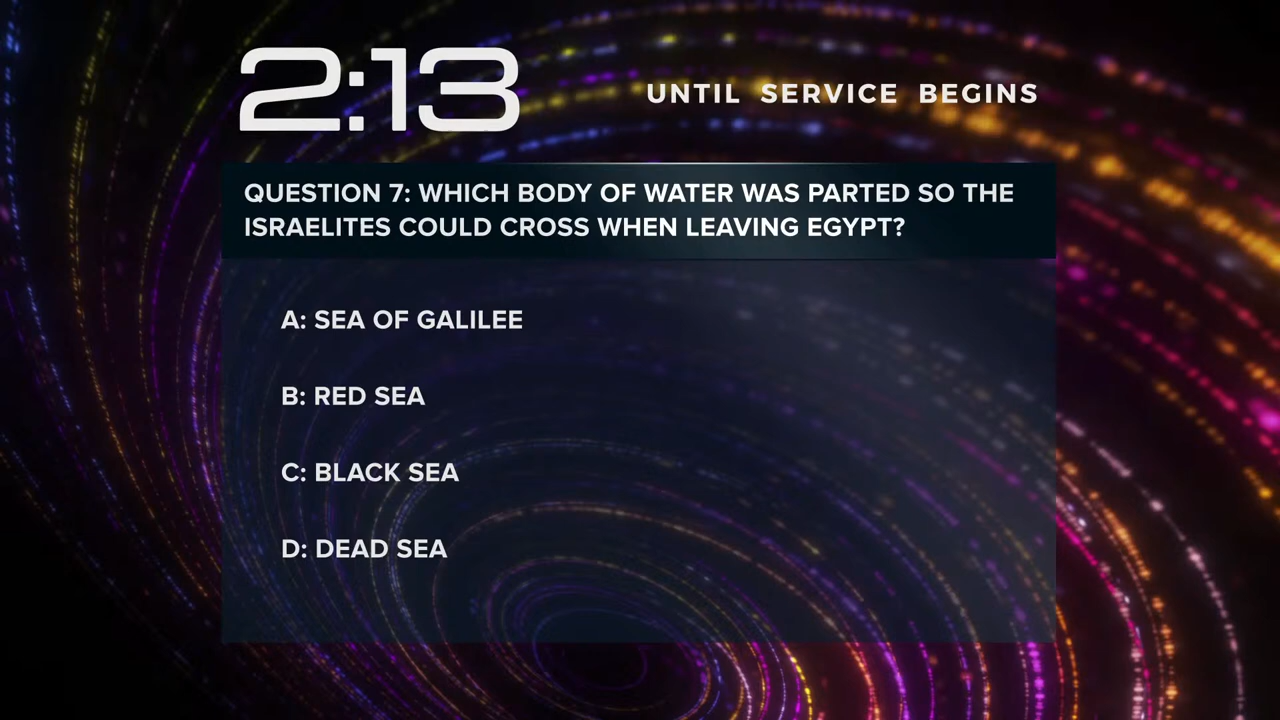 2:13
UNTIL SERVICE BEGINS
QUESTION 7: WHICH BODY OF WATER WAS PARTED SO THE
ISRAELITES COULD CROSS WHEN LEAVING EGYPT?
A: SEA OF GALILEE
B: RED SEA
C: BLACK SEA
D: DEAD SEA